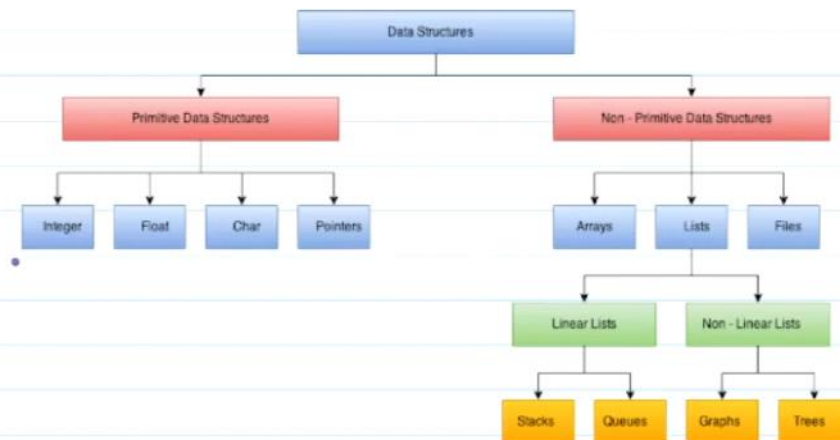 Data Structures
Primitive Data Structures
Non - Primitive Data Structures
Integer
Float
Char
Pointers
Arrays
Lists
Files
Linear Lists
Non - Linear Lists
Stacks
Queues
Graphs
Trees